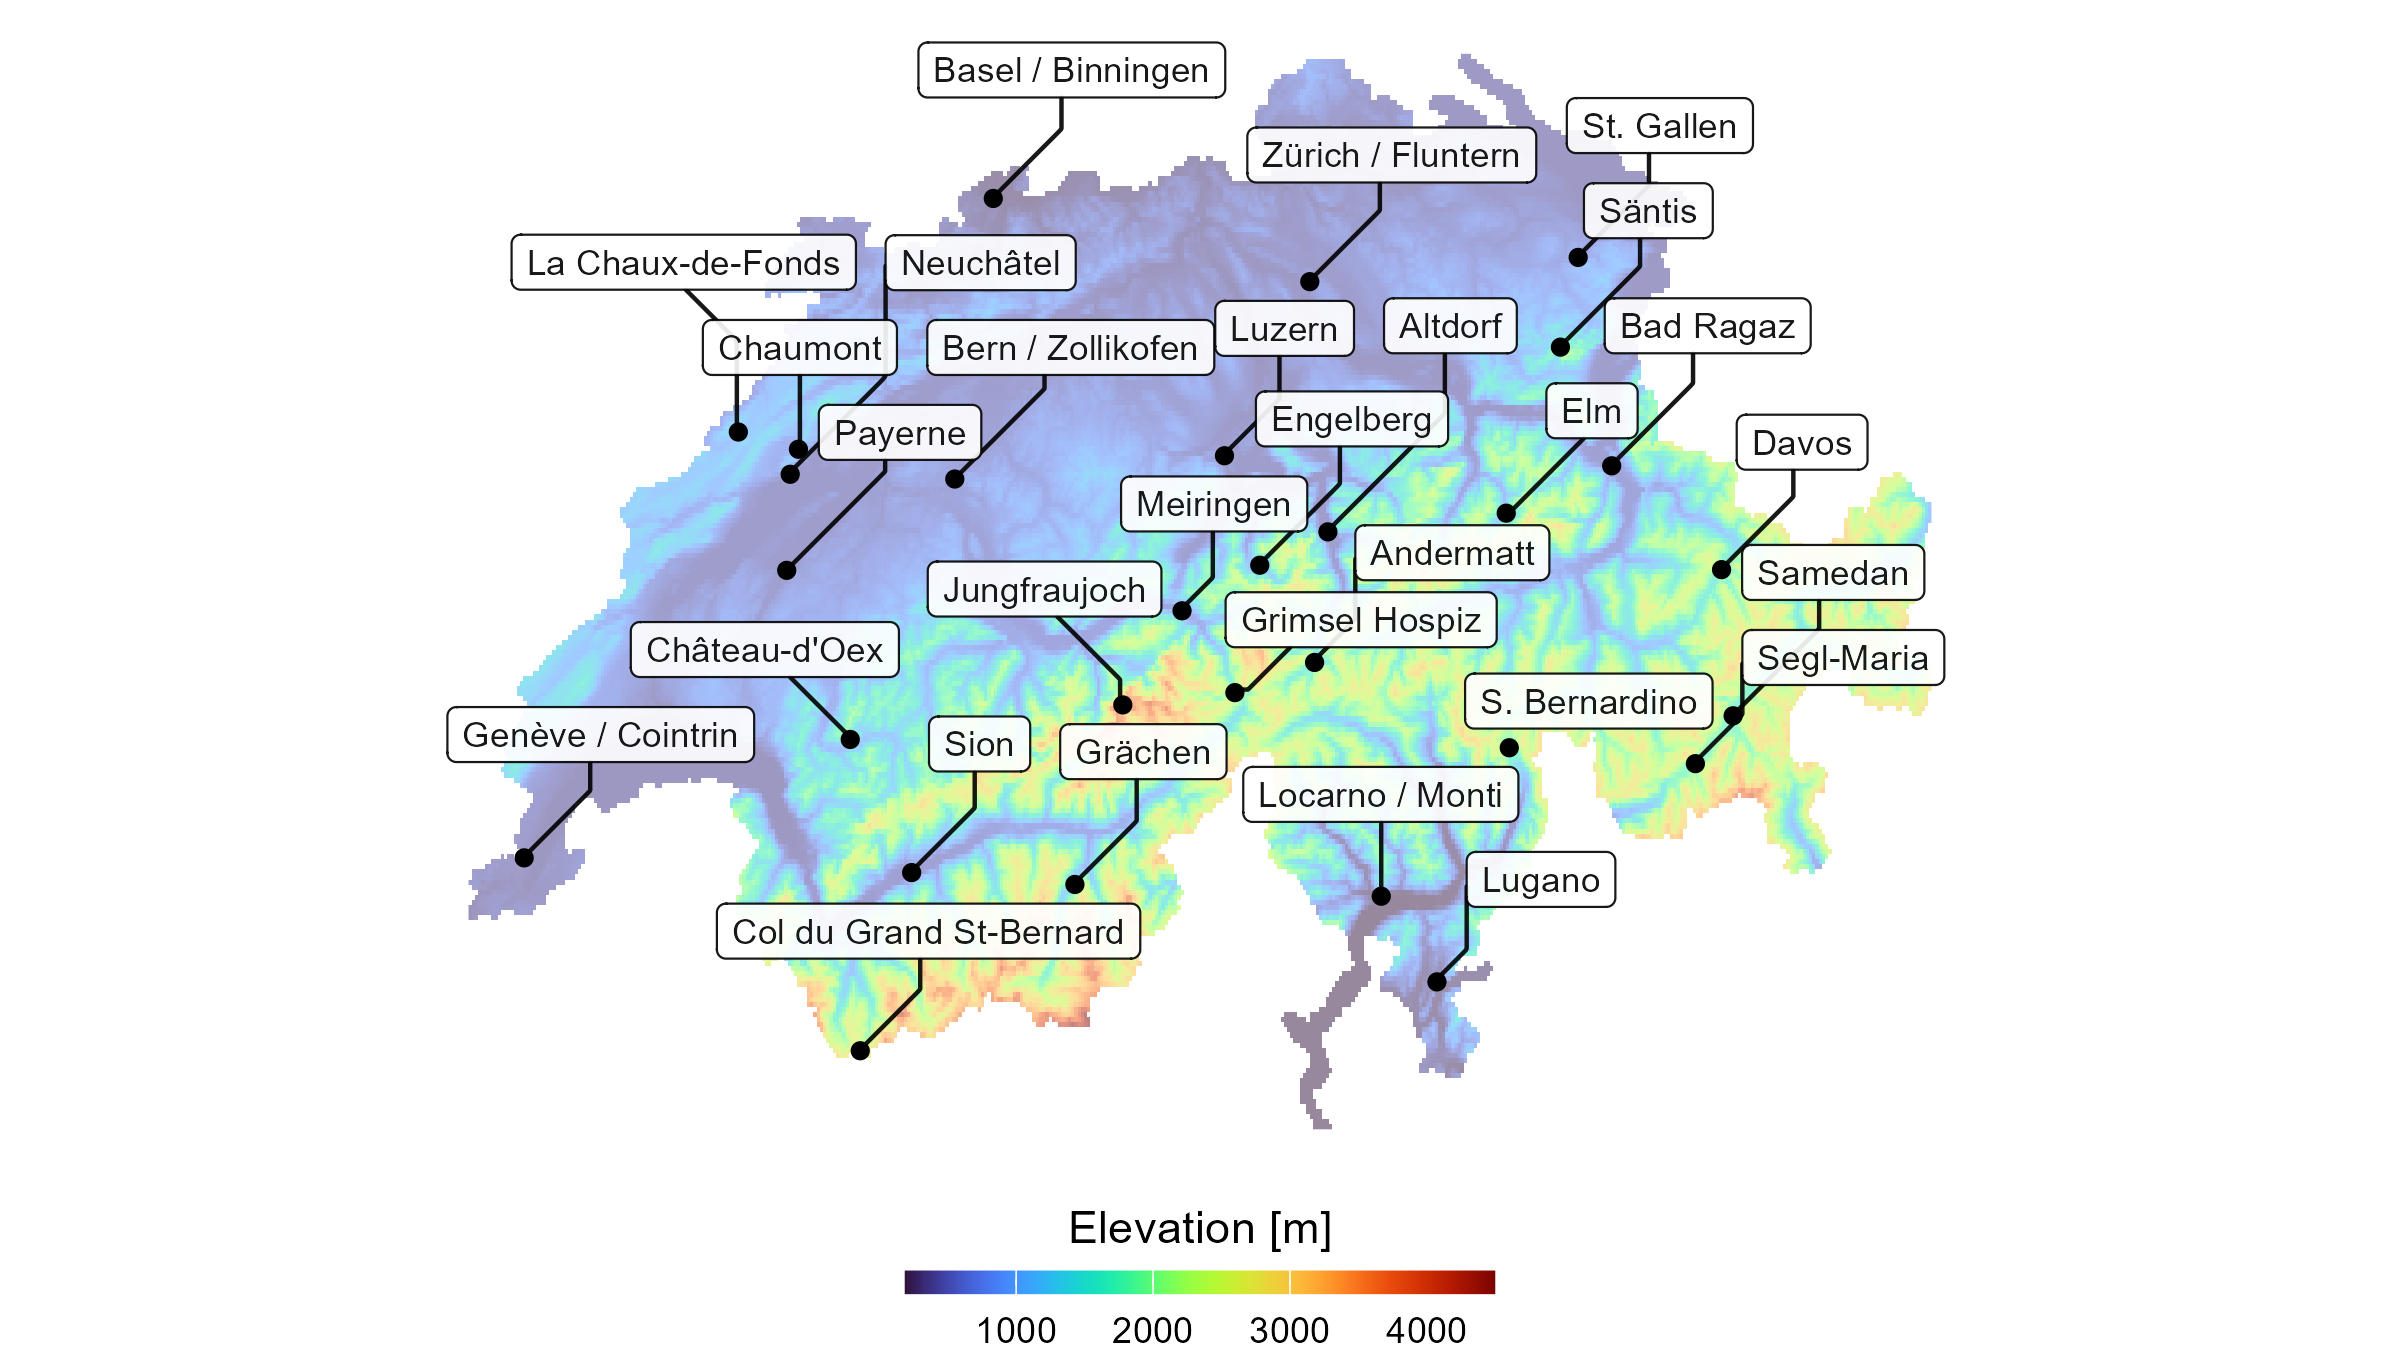 Basel / Binningen
St. Gallen
Zürich / Fluntern
Säntis
La Chaux-de-Fonds
Neuchâtel
Chaumont
Bern / Zollikofen
Luzern
Altdorf
Bad Ragaz
Payerne
Engelberg
Elm
Davos
Meiringen
Andermatt
Samedan
Jungfraujoch
Grimsel Hospiz
Château-d'Oex
Segl-Maria
S. Bernardino
Genève / Cointrin
Sion
Grächen
Locarno / Monti
Lugano
Col du Grand St-Bernard
Elevation [m]
1000 2000 3000 4000